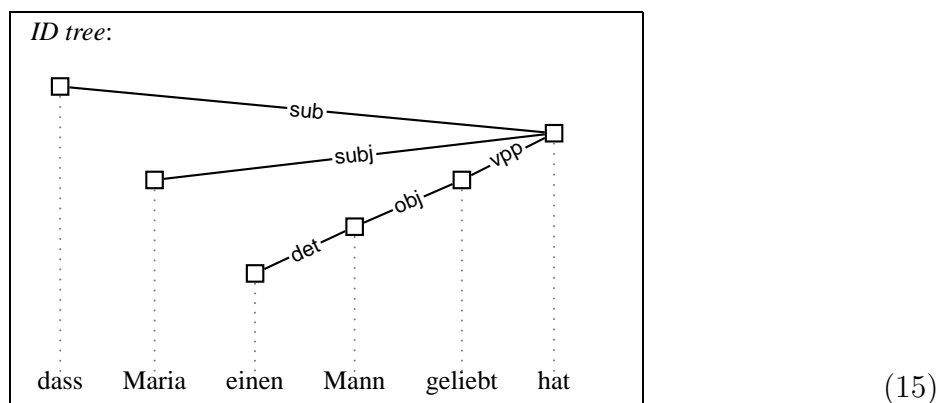 ID tree:
sub
subj
vpp
obj
det
dass Maria einen Mann geliebt hat
(15)